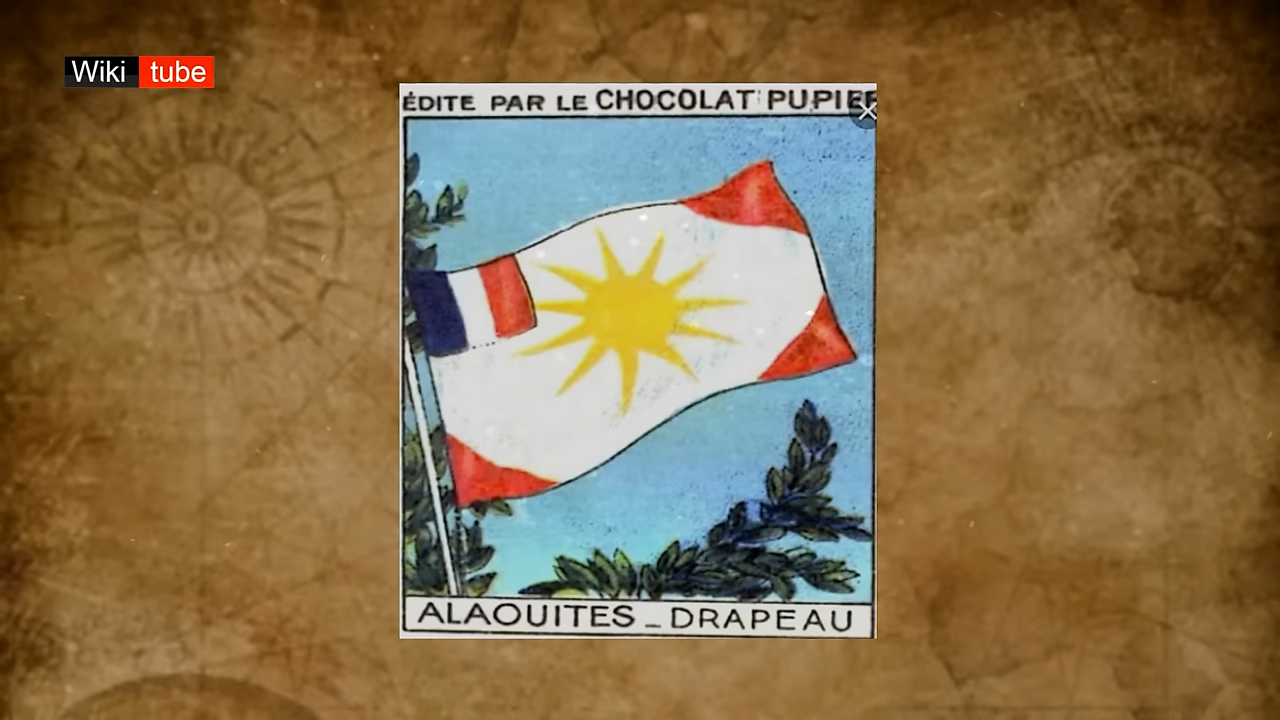 Wiki tube
ÉDITE PAR LE CHOCOLAT PUPIER
ALAOUITES - DRAPEAU